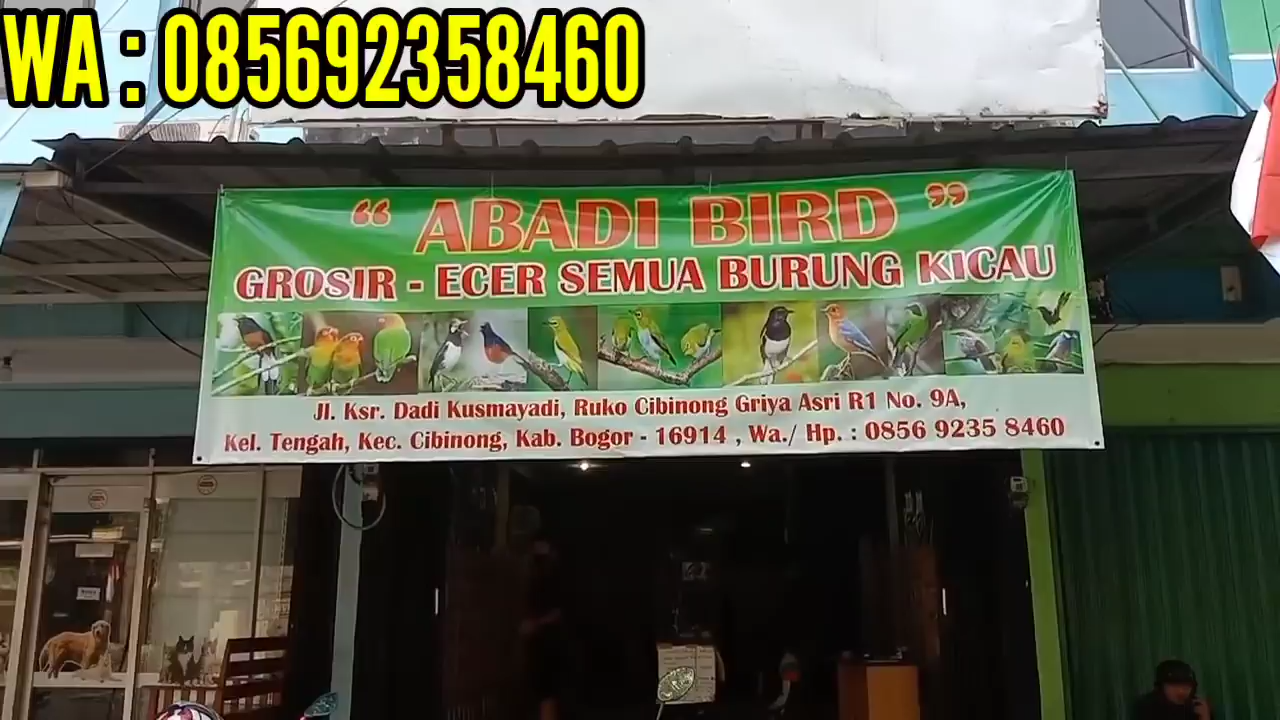 WA : 085692358460
“ ABADI BIRD ”
GROSIR - ECER SEMUA BURUNG KICAU
Jl. Ksr. Dadi Kusmayadi, Ruko Cibinong Griya Asri R1 No. 9A,
Kel. Tengah, Kec. Cibinong, Kab. Bogor - 16914 , Wa./ Hp. : 0856 9235 8460